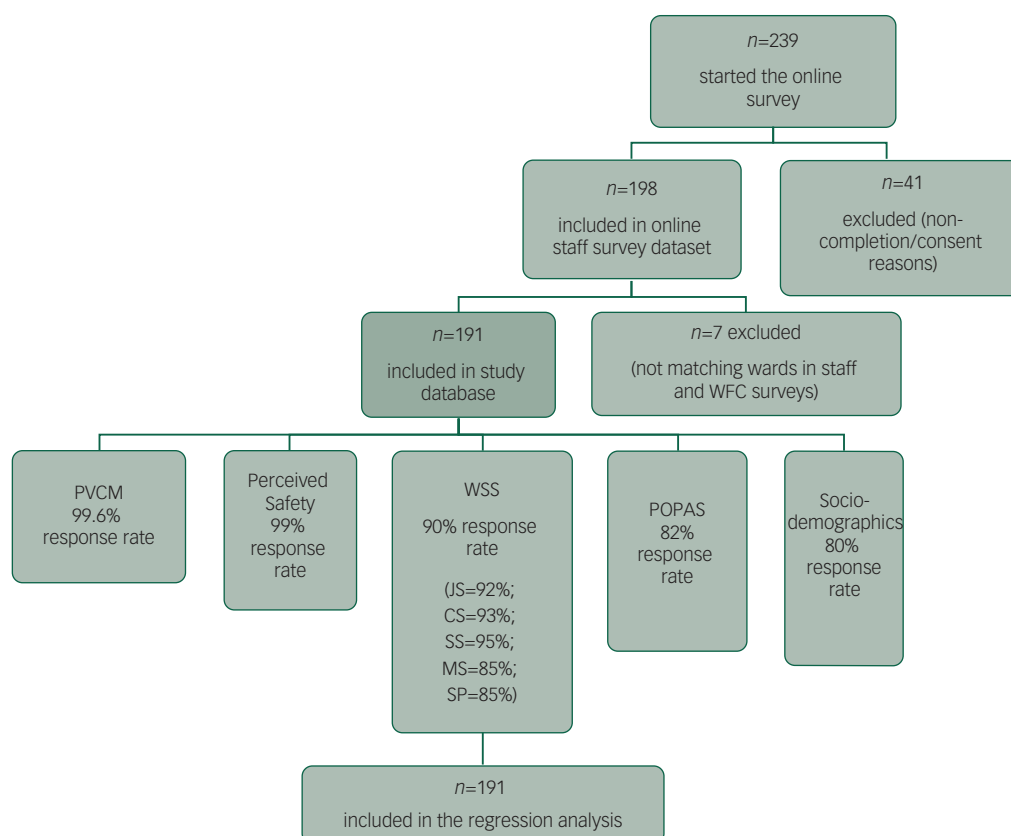 n=239
started the online
survey
n=198
included in online
staff survey dataset
n=41
excluded (non-
completion/consent
reasons)
n=191
included in study
database
n=7 excluded
(not matching wards in staff
and WFC surveys)
PVCM
99.6%
response rate
Perceived
Safety
99%
response
rate
WSS
90% response
rate
(JS=92%;
CS=93%;
SS=95%;
MS=85%;
SP=85%)
POPAS
82%
response
rate
Socio-
demographics
80%
response
rate
n=191
included in the regression analysis